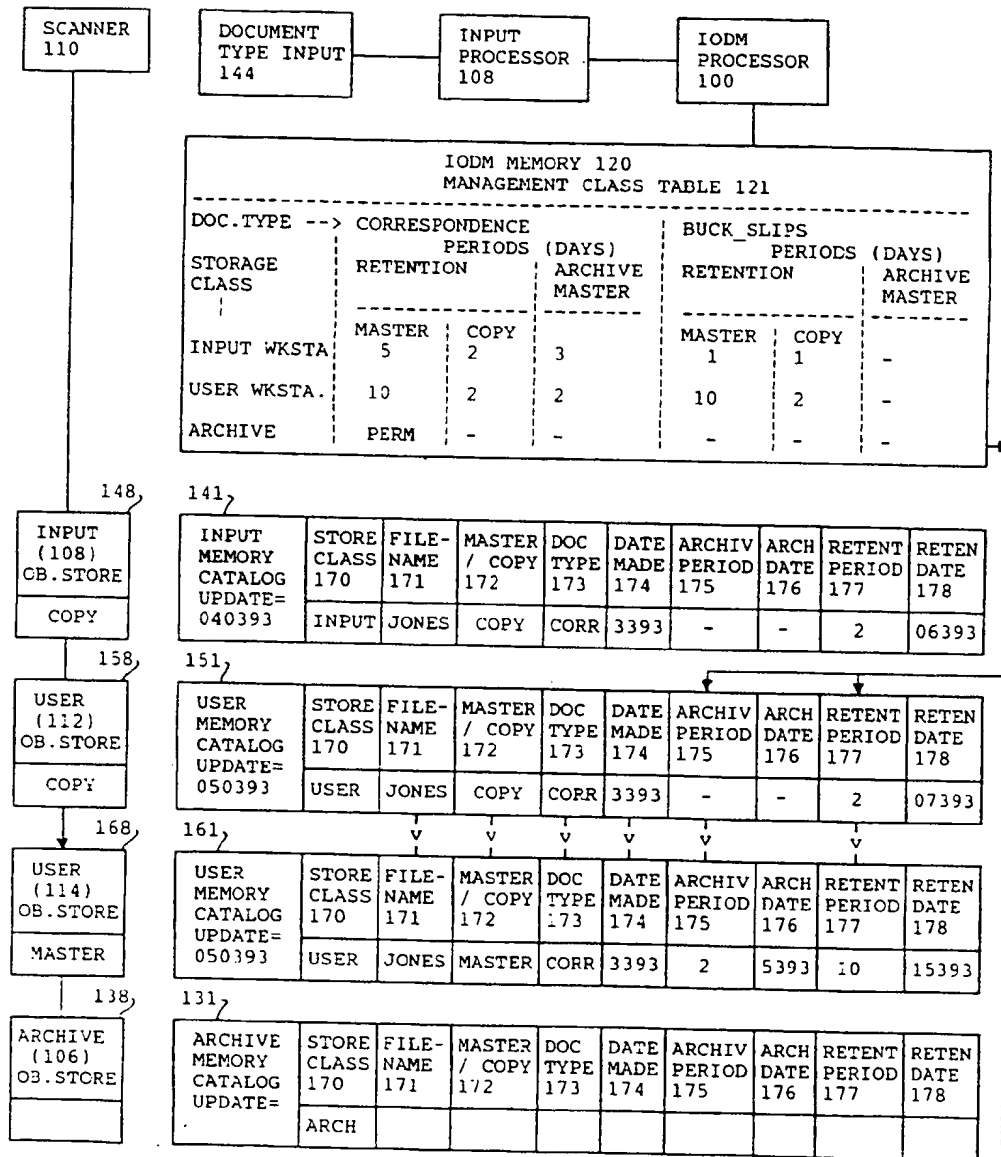 SCANNER
110
DOCUMENT
TYPE INPUT
144
INPUT
PROCESSOR
108
IODM
PROCESSOR
100
IODM MEMORY 120
MANAGEMENT CLASS TABLE 121
DOC.TYPE --> CORRESPONDENCE BUCK_SLIPS
PERIODS (DAYS) PERIODS (DAYS)
STORAGE RETENTION ARCHIVE RETENTION ARCHIVE
CLASS MASTER MASTER
MASTER COPY MASTER COPY
INPUT WKSTA 5 2 3 1 1 -
USER WKSTA. 10 2 2 10 2 -
ARCHIVE PERM - - - - -
148
INPUT
(108)
OB.STORE
COPY
141
INPUT STORE FILE- MASTER DOC DATE ARCHIV ARCH RETENT RETEN
MEMORY CLASS NAME / COPY TYPE MADE PERIOD DATE PERIOD DATE
CATALOG 170 171 172 173 174 175 176 177 178
UPDATE=
040393 INPUT JONES COPY CORR 3393 - - 2 06393
158
USER
(112)
OB.STORE
COPY
151
USER STORE FILE- MASTER DOC DATE ARCHIV ARCH RETENT RETEN
MEMORY CLASS NAME / COPY TYPE MADE PERIOD DATE PERIOD DATE
CATALOG 170 171 172 173 174 175 176 177 178
UPDATE=
050393 USER JONES COPY CORR 3393 - - 2 07393
v v v v v v
168
USER
(114)
OB.STORE
MASTER
161
USER STORE FILE- MASTER DOC DATE ARCHIV ARCH RETENT RETEN
MEMORY CLASS NAME / COPY TYPE MADE PERIOD DATE PERIOD DATE
CATALOG 170 171 172 173 174 175 176 177 178
UPDATE=
050393 USER JONES MASTER CORR 3393 2 5393 10 15393
138
ARCHIVE
(106)
OB.STORE
131
ARCHIVE STORE FILE- MASTER DOC DATE ARCHIV ARCH RETENT RETEN
MEMORY CLASS NAME / COPY TYPE MADE PERIOD DATE PERIOD DATE
CATALOG 170 171 172 173 174 175 176 177 178
UPDATE=
ARCH